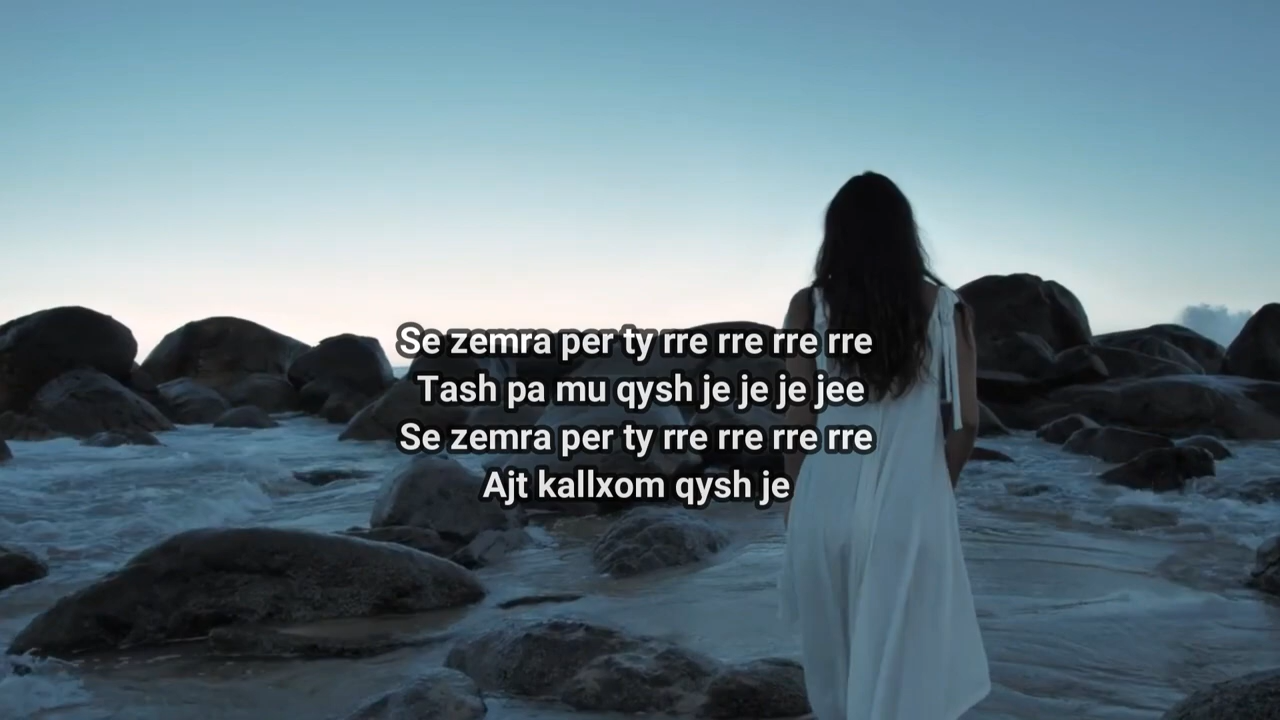 Se zemra per ty rre rre rre rre
Tash pa mu qysh je je je jee
Se zemra per ty rre rre rre rre
Ajt kallxom qysh je